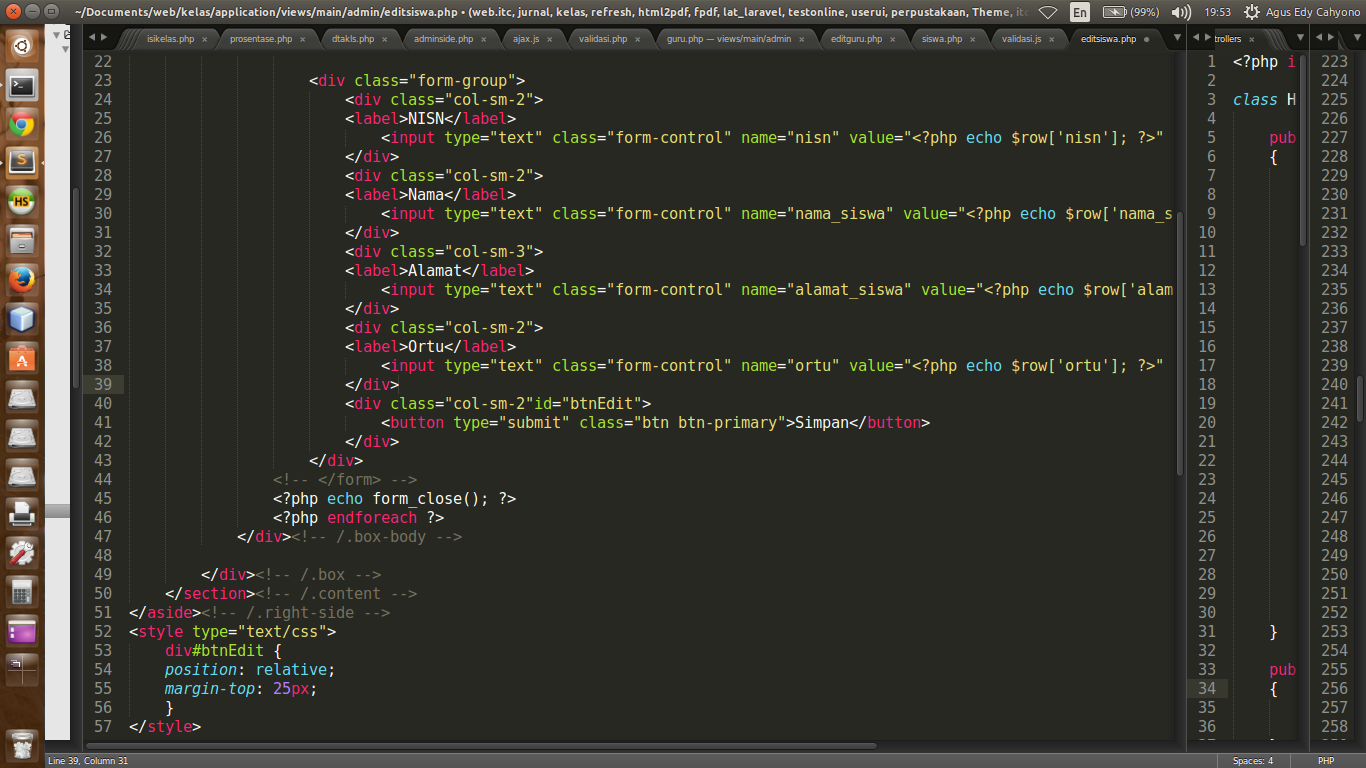 ~/Documents/web/kelas/application/views/main/admin/editsiswa.php • (web.itc, jurnal, kelas, refresh, html2pdf, fpdf, lat_laravel, testonline, userui, perpustakaan, Theme, itc
En
(99%)
19:53
Agus Edy Cahyono
isikelas.php × prosentase.php × dtakls.php × adminside.php × ajax.js × validasi.php × guru.php — views/main/admin × editguru.php × siswa.php × validasi.js × editsiswa.php •
trollers ×
22
23 <div class="form-group">
24 <div class="col-sm-2">
25 <label>NISN</label>
26 <input type="text" class="form-control" name="nisn" value="<?php echo $row['nisn']; ?>"
27 </div>
28 <div class="col-sm-2">
29 <label>Nama</label>
30 <input type="text" class="form-control" name="nama_siswa" value="<?php echo $row['nama_s
31 </div>
32 <div class="col-sm-3">
33 <label>Alamat</label>
34 <input type="text" class="form-control" name="alamat_siswa" value="<?php echo $row['alam
35 </div>
36 <div class="col-sm-2">
37 <label>Ortu</label>
38 <input type="text" class="form-control" name="ortu" value="<?php echo $row['ortu']; ?>"
39 </div>
40 <div class="col-sm-2"id="btnEdit">
41 <button type="submit" class="btn btn-primary">Simpan</button>
42 </div>
43 </div>
44 <!-- </form> -->
45 <?php echo form_close(); ?>
46 <?php endforeach ?>
47 </div><!-- /.box-body -->
48
49 </div><!-- /.box -->
50 </section><!-- /.content -->
51 </aside><!-- /.right-side -->
52 <style type="text/css">
53 div#btnEdit {
54 position: relative;
55 margin-top: 25px;
56 }
57 </style>
1 <?php i
2
3 class H
4
5 pub
6 {
7
8
9
10
11
12
13
14
15
16
17
18
19
20
21
22
23
24
25
26
27
28
29
30
31 }
32
33 pub
34 {
35
36
223
224
225
226
227
228
229
230
231
232
233
234
235
236
237
238
239
240
241
242
243
244
245
246
247
248
249
250
251
252
253
254
255
256
257
258
Line 39, Column 31
Spaces: 4
PHP